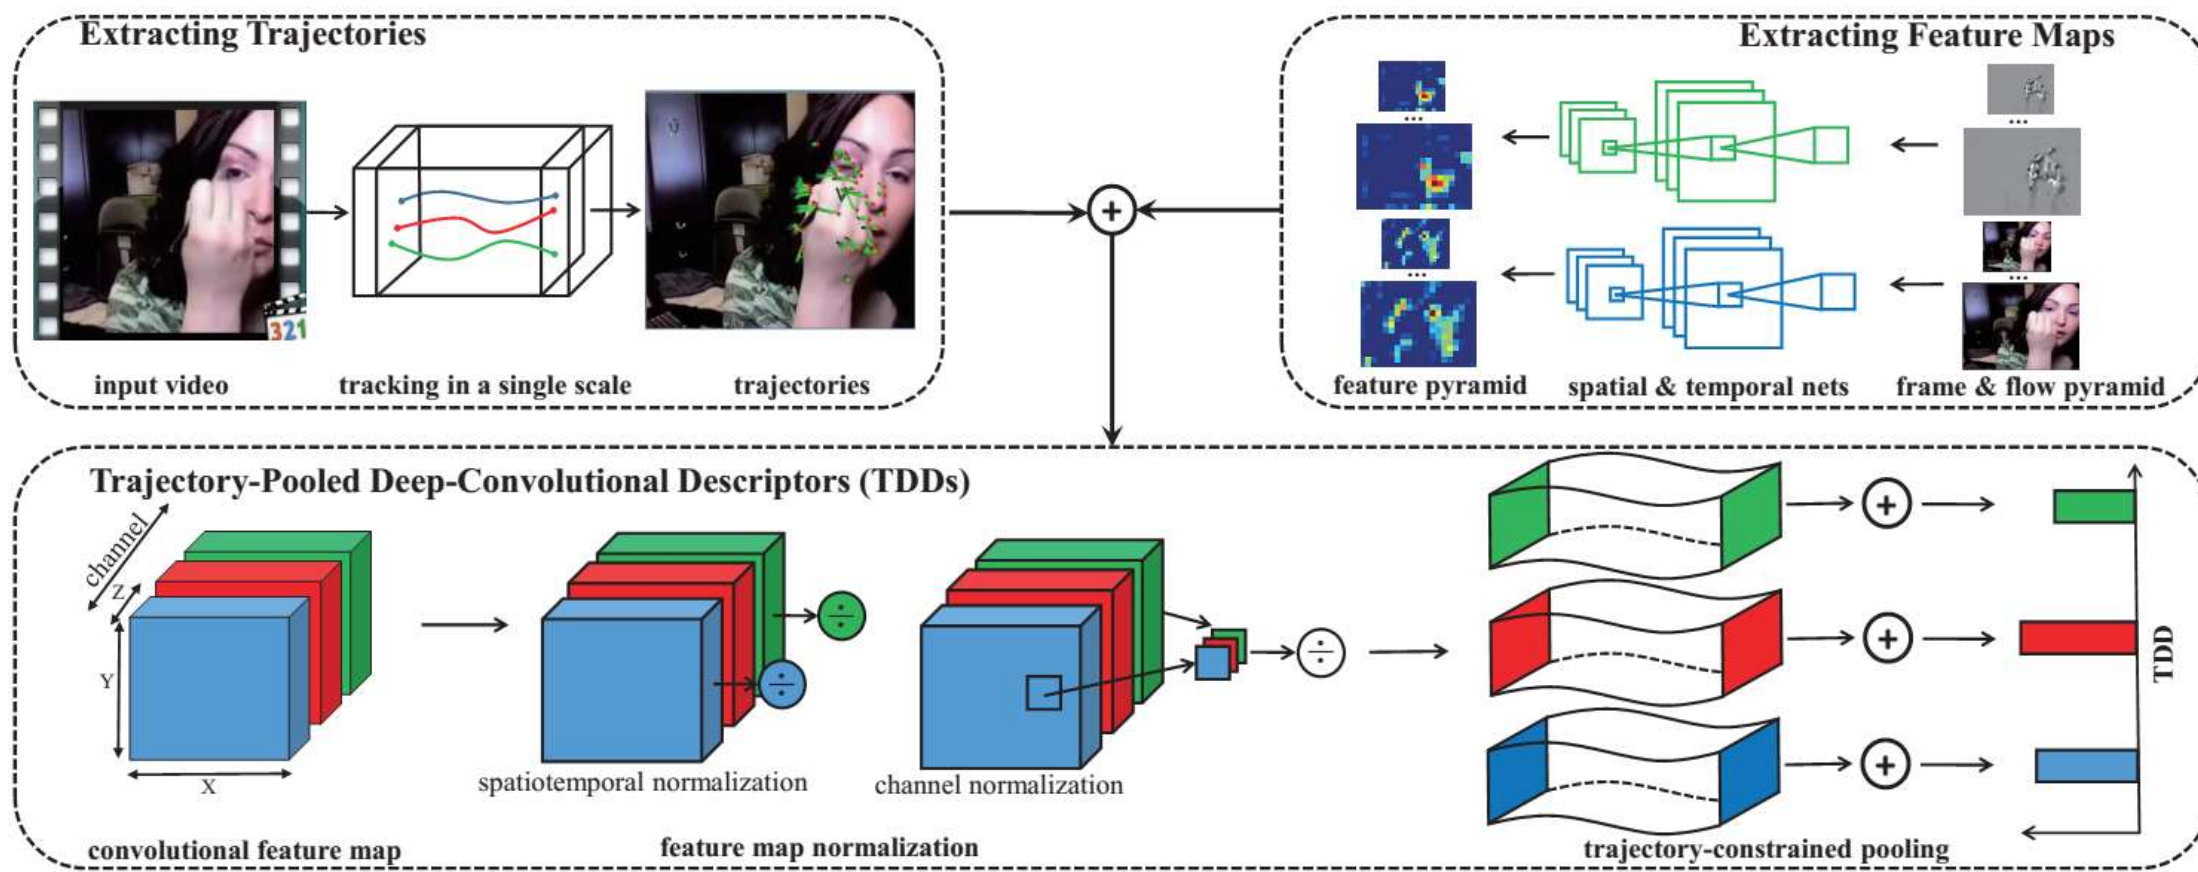 Extracting Trajectories
321
input video
tracking in a single scale
trajectories
Extracting Feature Maps
...
...
...
...
feature pyramid
spatial & temporal nets
frame & flow pyramid
+
Trajectory-Pooled Deep-Convolutional Descriptors (TDDs)
channel
Z
Y
X
convolutional feature map
÷
÷
spatiotemporal normalization
÷
channel normalization
feature map normalization
+
+
+
TDD
trajectory-constrained pooling